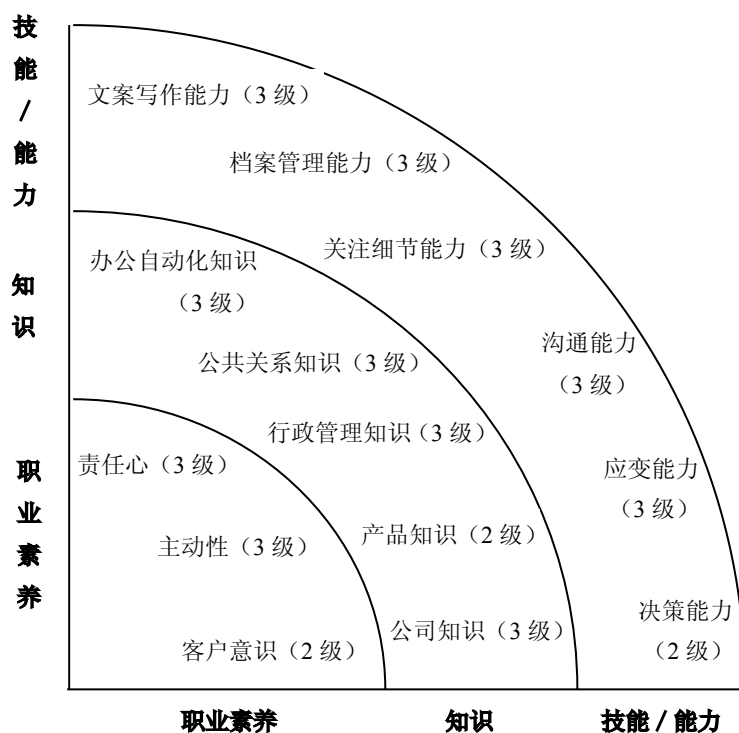 技能/能力
文案写作能力（3 级）
档案管理能力（3 级）
关注细节能力（3 级）
沟通能力
（3 级）
应变能力
（3 级）
决策能力
（2 级）
知识
办公自动化知识
（3 级）
公共关系知识（3 级）
行政管理知识（3 级）
产品知识（2 级）
公司知识（3 级）
职业素养
责任心（3 级）
主动性（3 级）
客户意识（2 级）
职业素养
知识
技能 / 能力